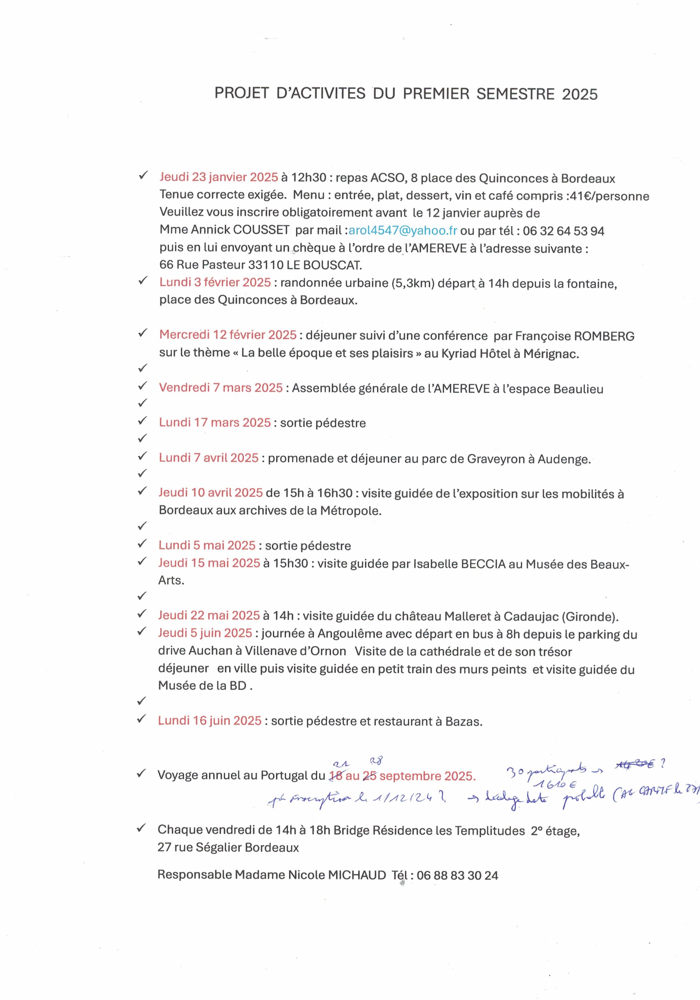 PROJET D'ACTIVITES DU PREMIER SEMESTRE 2025
✓ Jeudi 23 janvier 2025 à 12h30 : repas ACSO, 8 place des Quinconces à Bordeaux
Tenue correcte exigée. Menu : entrée, plat, dessert, vin et café compris :41€/personne
Veuillez vous inscrire obligatoirement avant le 12 janvier auprès de
Mme Annick COUSSET par mail :arol4547@yahoo.fr ou par tél : 06 32 64 53 94
puis en lui envoyant un chèque à l'ordre de l'AMEREVE à l'adresse suivante :
66 Rue Pasteur 33110 LE BOUSCAT.
✓ Lundi 3 février 2025 : randonnée urbaine (5,3km) départ à 14h depuis la fontaine,
place des Quinconces à Bordeaux.
✓ Mercredi 12 février 2025 : déjeuner suivi d'une conférence par Françoise ROMBERG
sur le thème « La belle époque et ses plaisirs » au Kyriad Hôtel à Mérignac.
✓
✓ Vendredi 7 mars 2025 : Assemblée générale de l'AMEREVE à l'espace Beaulieu
✓
✓ Lundi 17 mars 2025 : sortie pédestre
✓
✓ Lundi 7 avril 2025 : promenade et déjeuner au parc de Graveyron à Audenge.
✓
✓ Jeudi 10 avril 2025 de 15h à 16h30 : visite guidée de l'exposition sur les mobilités à
Bordeaux aux archives de la Métropole.
✓
✓ Lundi 5 mai 2025 : sortie pédestre
✓ Jeudi 15 mai 2025 à 15h30 : visite guidée par Isabelle BECCIA au Musée des Beaux-
Arts.
✓
✓ Jeudi 22 mai 2025 à 14h : visite guidée du château Malleret à Cadaujac (Gironde).
✓ Jeudi 5 juin 2025 : journée à Angoulême avec départ en bus à 8h depuis le parking du
drive Auchan à Villenave d'Ornon Visite de la cathédrale et de son trésor
déjeuner en ville puis visite guidée en petit train des murs peints et visite guidée du
Musée de la BD .
✓
✓ Lundi 16 juin 2025 : sortie pédestre et restaurant à Bazas.
21 28
✓ Voyage annuel au Portugal du 18 au 25 septembre 2025. 30 participants → ?
1610 €
inscription le 1/12/24 ? → date probable (AG
✓ Chaque vendredi de 14h à 18h Bridge Résidence les Templitudes 2° étage,
27 rue Ségalier Bordeaux
Responsable Madame Nicole MICHAUD Tél : 06 88 83 30 24